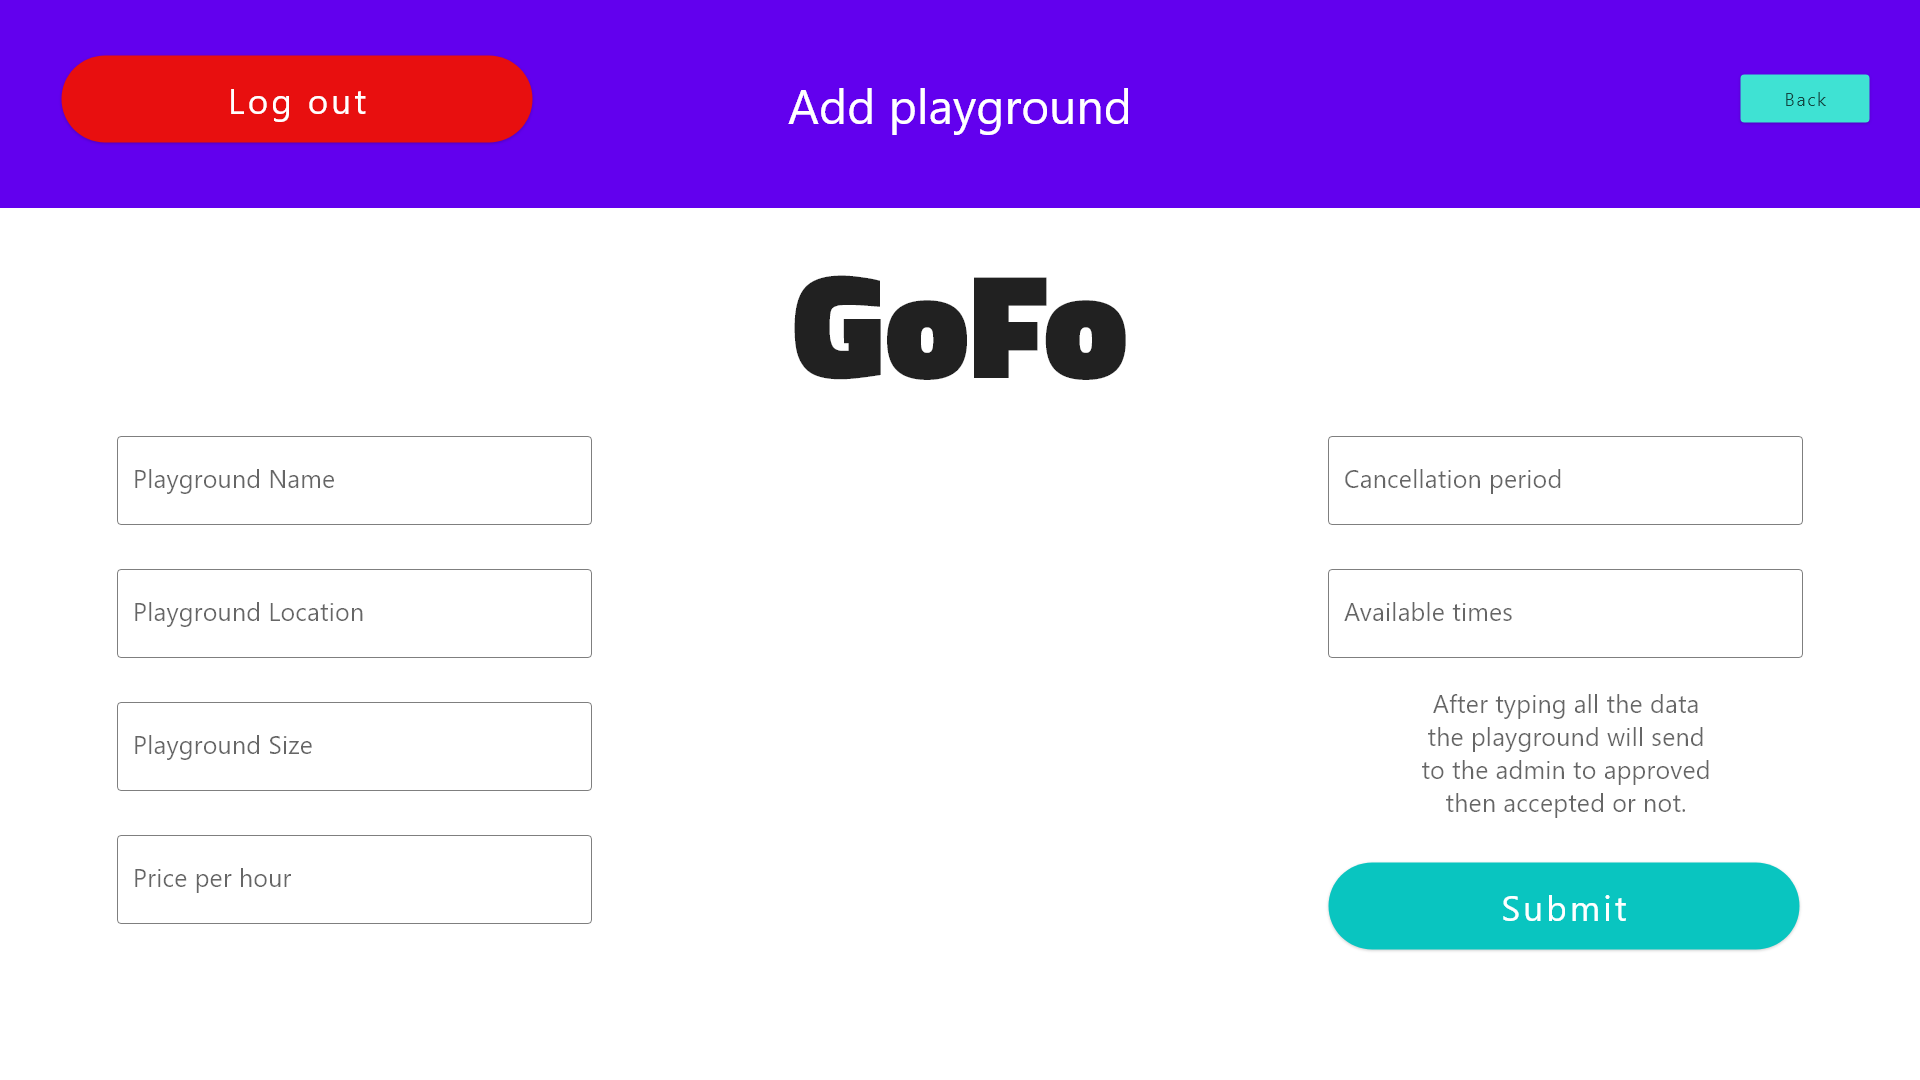 Log out
Add playground
Back
GoFo
Playground Name
Playground Location
Playground Size
Price per hour
Cancellation period
Available times
After typing all the data
the playground will send
to the admin to approved
then accepted or not.
Submit